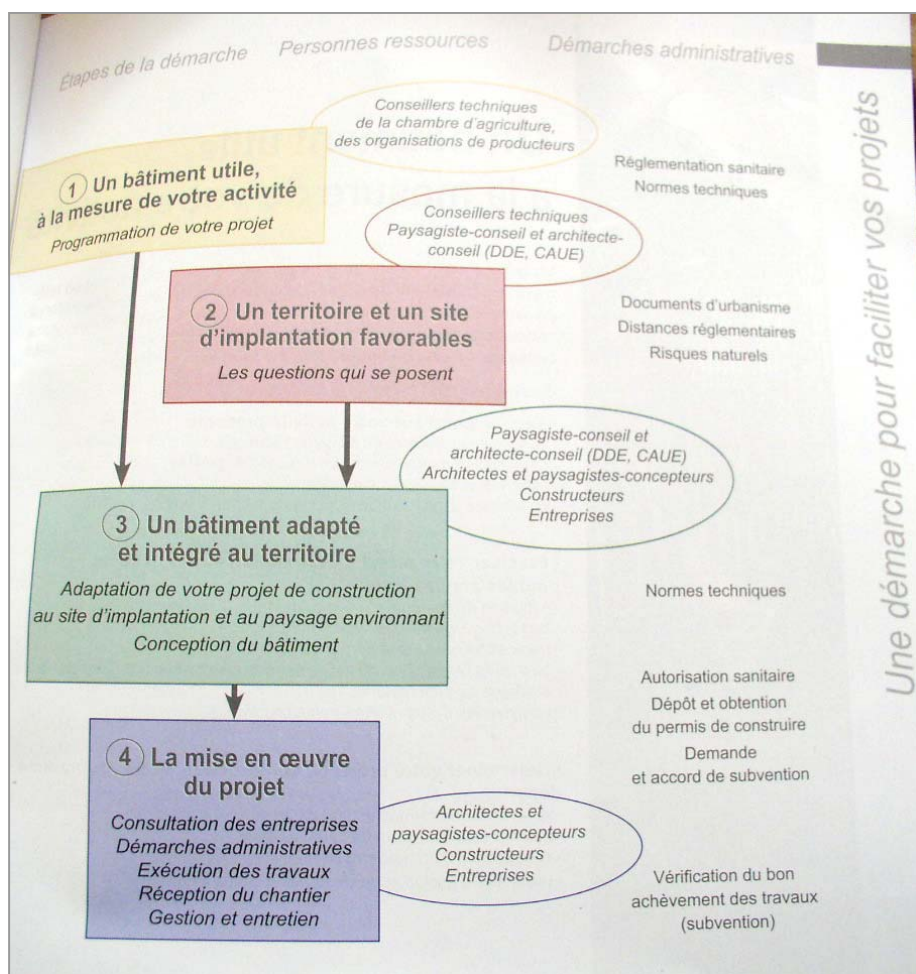 Étapes de la démarche
Personnes ressources
Démarches administratives
Une démarche pour faciliter vos projets
Conseillers techniques
de la chambre d'agriculture,
des organisations de producteurs
1 Un bâtiment utile,
à la mesure de votre activité
Programmation de votre projet
Réglementation sanitaire
Normes techniques
Conseillers techniques
Paysagiste-conseil et architecte-
conseil (DDE, CAUE)
2 Un territoire et un site
d'implantation favorables
Les questions qui se posent
Documents d'urbanisme
Distances réglementaires
Risques naturels
Paysagiste-conseil et
architecte-conseil (DDE, CAUE)
Architectes et paysagistes-concepteurs
Constructeurs
Entreprises
3 Un bâtiment adapté
et intégré au territoire
Adaptation de votre projet de construction
au site d'implantation et au paysage environnant
Conception du bâtiment
Normes techniques
Autorisation sanitaire
Dépôt et obtention
du permis de construire
Demande
et accord de subvention
4 La mise en œuvre
du projet
Consultation des entreprises
Démarches administratives
Exécution des travaux
Réception du chantier
Gestion et entretien
Architectes et
paysagistes-concepteurs
Constructeurs
Entreprises
Vérification du bon
achèvement des travaux
(subvention)